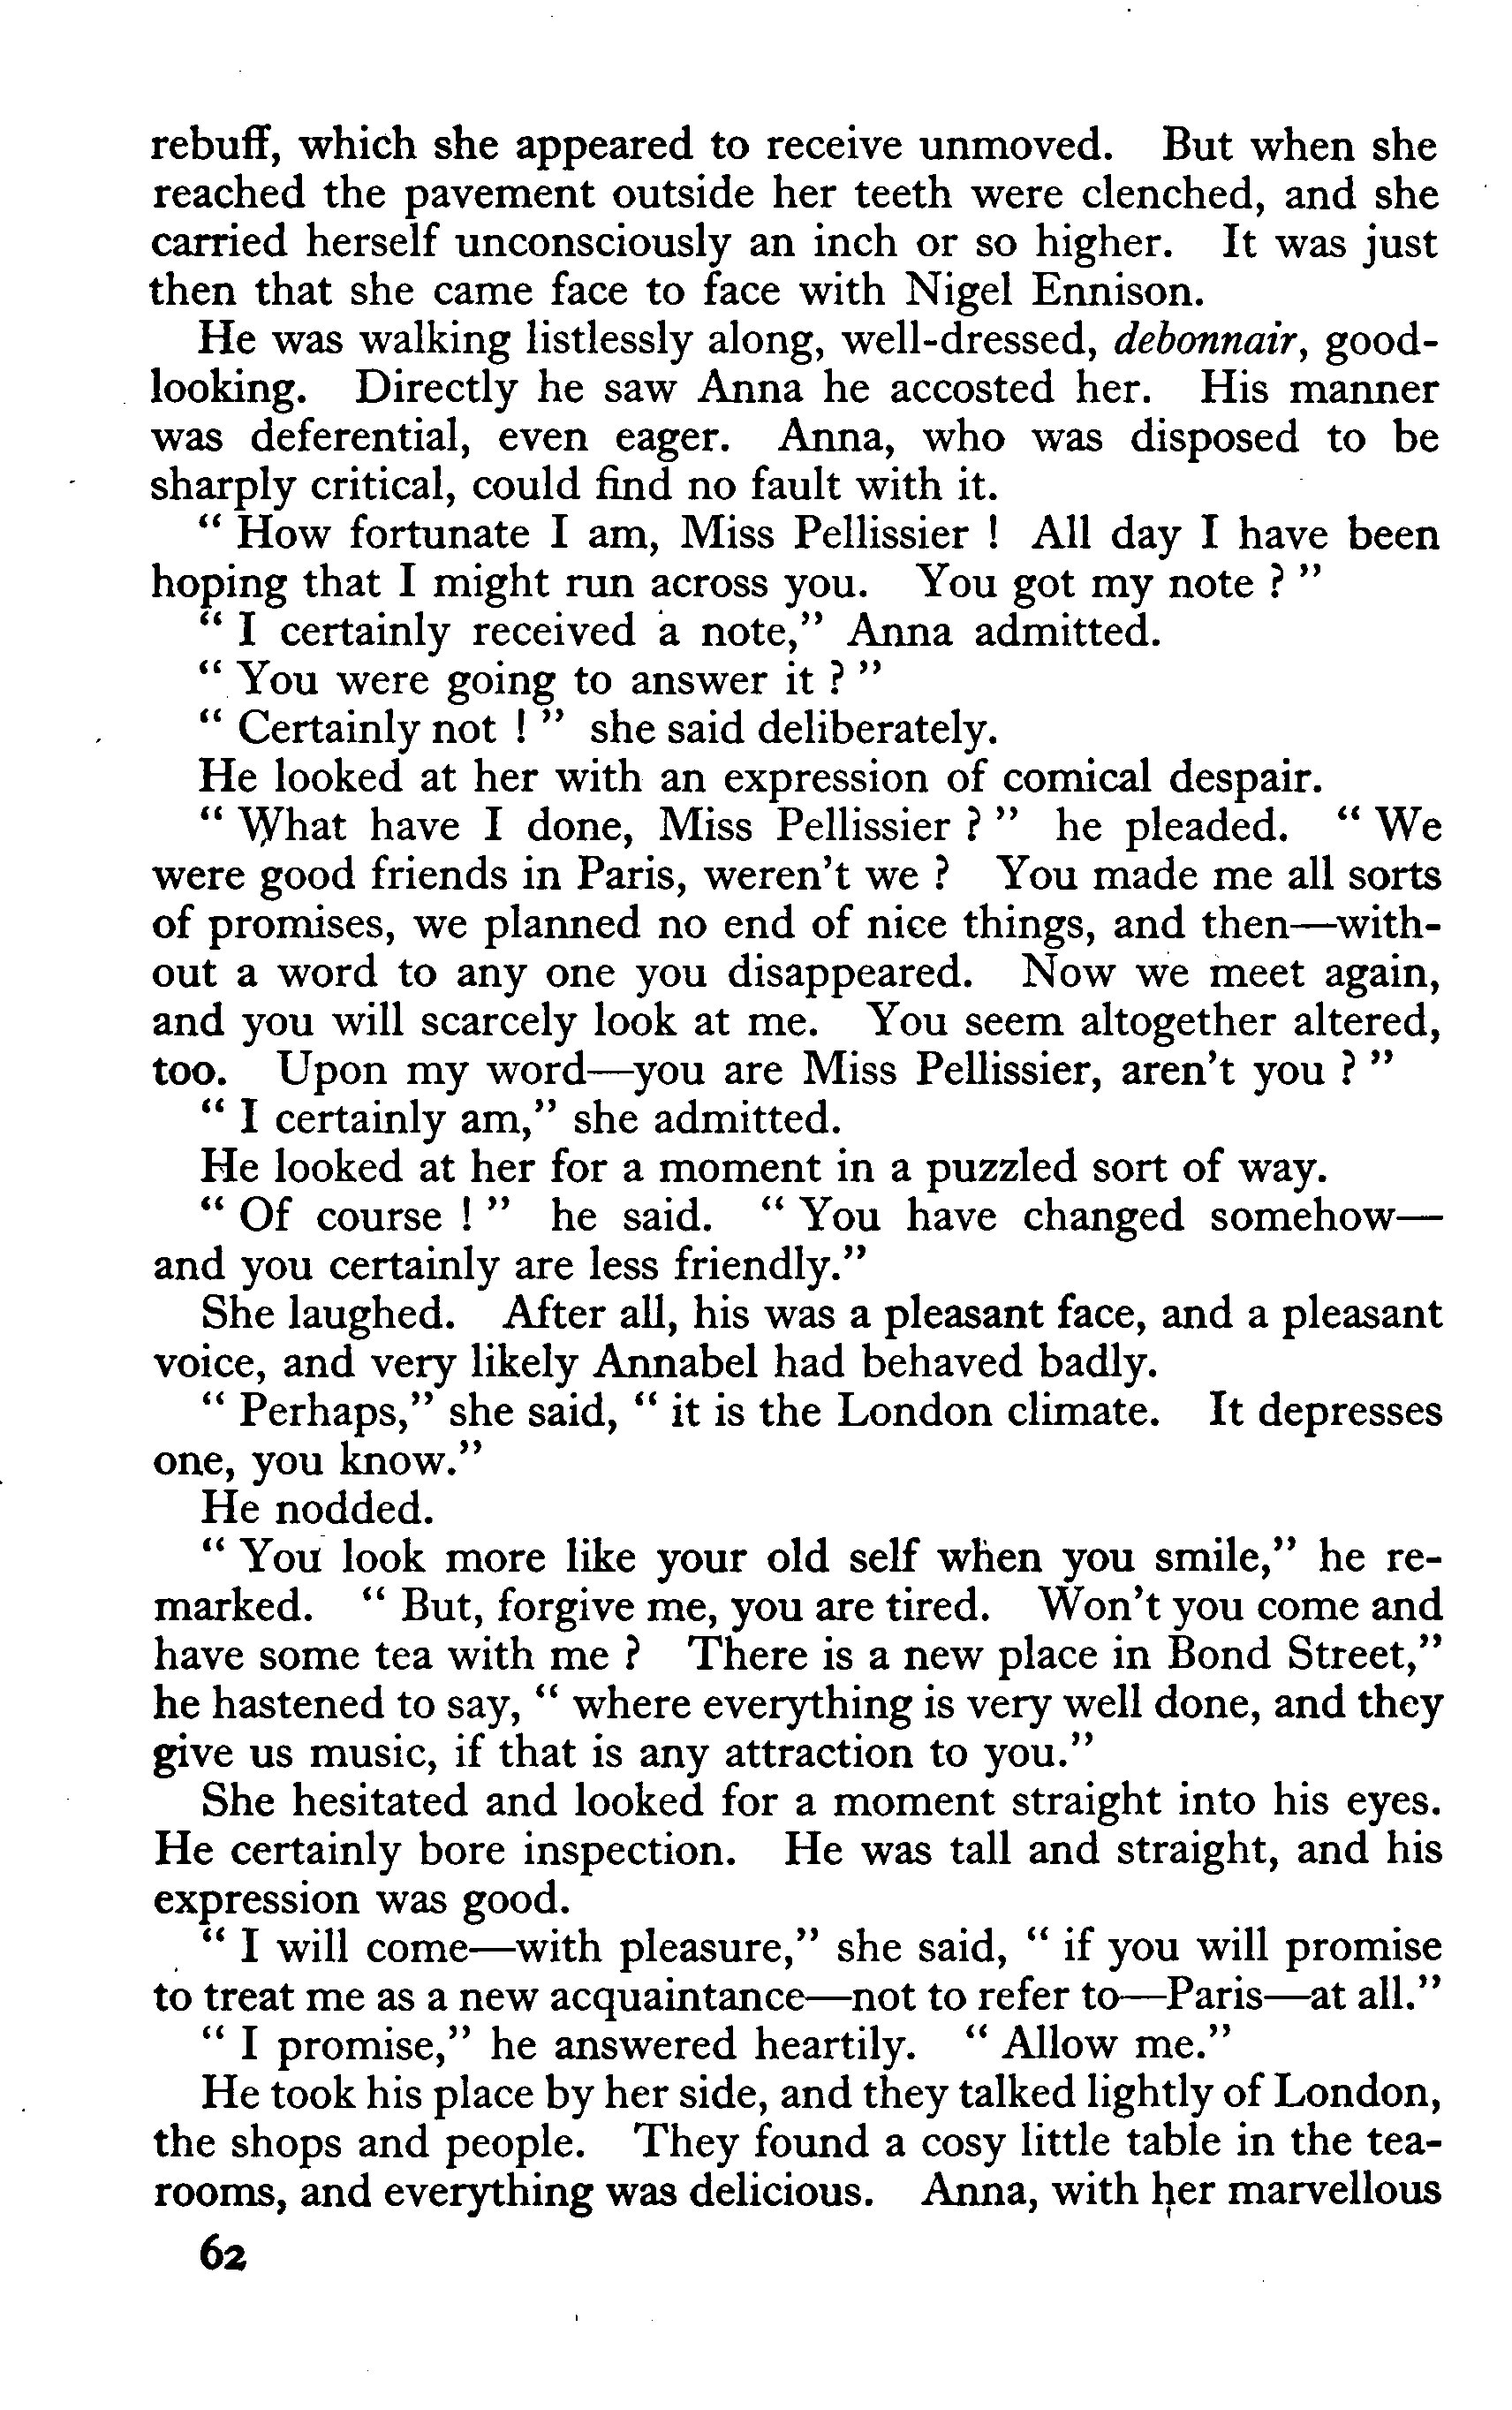 rebuff, which she appeared to receive unmoved. But when she
reached the pavement outside her teeth were clenched, and she
carried herself unconsciously an inch or so higher. It was just
then that she came face to face with Nigel Ennison.
He was walking listlessly along, well-dressed, debonnair, good-
looking. Directly he saw Anna he accosted her. His manner
was deferential, even eager. Anna, who was disposed to be
sharply critical, could find no fault with it.
“ How fortunate I am, Miss Pellissier ! All day I have been
hoping that I might run across you. You got my note ? ”
“ I certainly received a note,” Anna admitted.
“ You were going to answer it ? ”
“ Certainly not ! ” she said deliberately.
He looked at her with an expression of comical despair.
“ What have I done, Miss Pellissier ? ” he pleaded. “ We
were good friends in Paris, weren't we ? You made me all sorts
of promises, we planned no end of nice things, and then—with-
out a word to any one you disappeared. Now we meet again,
and you will scarcely look at me. You seem altogether altered,
too. Upon my word—you are Miss Pellissier, aren't you ? ”
“ I certainly am,” she admitted.
He looked at her for a moment in a puzzled sort of way.
“ Of course ! ” he said. “ You have changed somehow—
and you certainly are less friendly.”
She laughed. After all, his was a pleasant face, and a pleasant
voice, and very likely Annabel had behaved badly.
“ Perhaps,” she said, “ it is the London climate. It depresses
one, you know.”
He nodded.
“ You look more like your old self when you smile,” he re-
marked. “ But, forgive me, you are tired. Won't you come and
have some tea with me ? There is a new place in Bond Street,”
he hastened to say, “ where everything is very well done, and they
give us music, if that is any attraction to you.”
She hesitated and looked for a moment straight into his eyes.
He certainly bore inspection. He was tall and straight, and his
expression was good.
“ I will come—with pleasure,” she said, “ if you will promise
to treat me as a new acquaintance—not to refer to—Paris—at all.”
“ I promise,” he answered heartily. “ Allow me.”
He took his place by her side, and they talked lightly of London,
the shops and people. They found a cosy little table in the tea-
rooms, and everything was delicious. Anna, with her marvellous
62